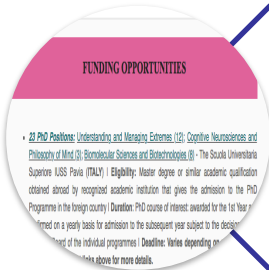 FUNDING OPPORTUNITIES
• 23 PhD Positions: Understanding and Managing Extremes (12); Cognitive Neurosciences and
Philosophy of Mind (3); Biomolecular Sciences and Biotechnologies (8) - The Scuola Universitaria
Superiore IUSS Pavia (ITALY) I Eligibility: Master degree or similar academic qualification
obtained abroad by recognized academic institution that gives the admission to the PhD
Programme in the foreign country I Duration: PhD course of interest awarded for the 1st Year
on a yearly basis for admission to the subsequent year subject to the
of the individual programmes I Deadline: Varies depending
above for more details.